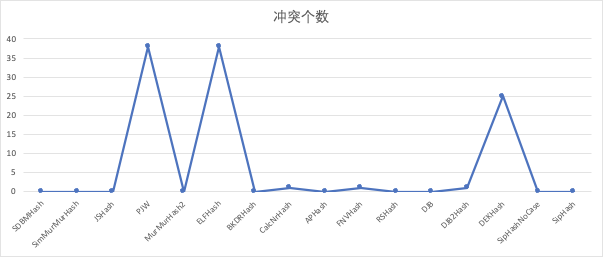 冲突个数
40
35
30
25
20
15
10
5
0
SDBMHash
SimMurMurHash
JSHash
PJW
MurMurHash2
ELFHash
BKDRHash
CalcNrHash
APHash
FNVHash
RSHash
DJB
DJB2Hash
DEKHash
SipHashNoCase
SipHash